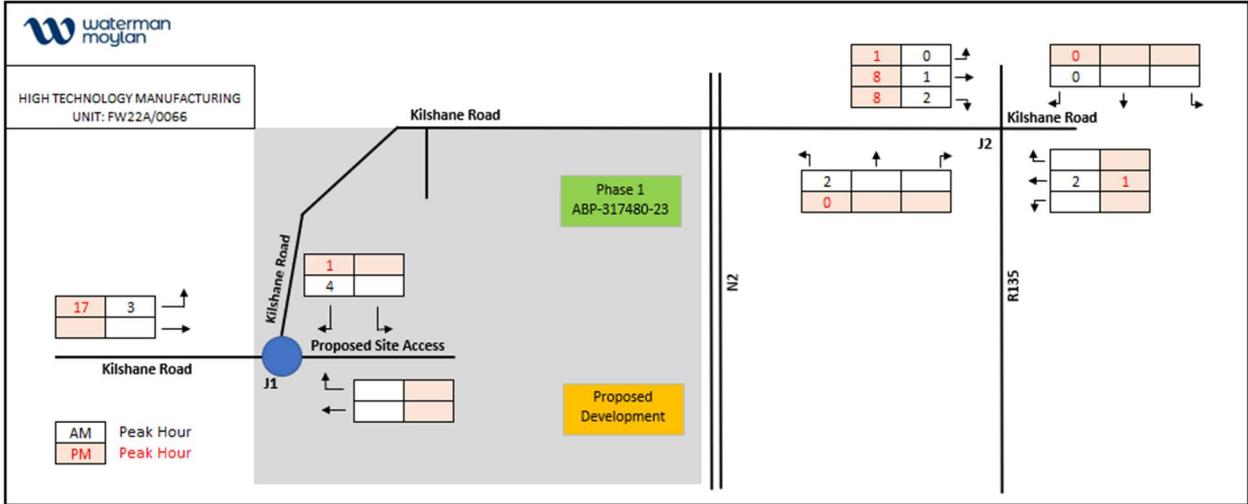 waterman
moylan
HIGH TECHNOLOGY MANUFACTURING
UNIT: FW22A/0066
1 0
8 1
8 2
0
0
Kilshane Road
Kilshane Road
J2
2
0
2 1
Phase 1
ABP-317480-23
Kilshane Road
1
4
N2
R135
17 3
Proposed Site Access
Kilshane Road
J1
Proposed
Development
AM Peak Hour
PM Peak Hour